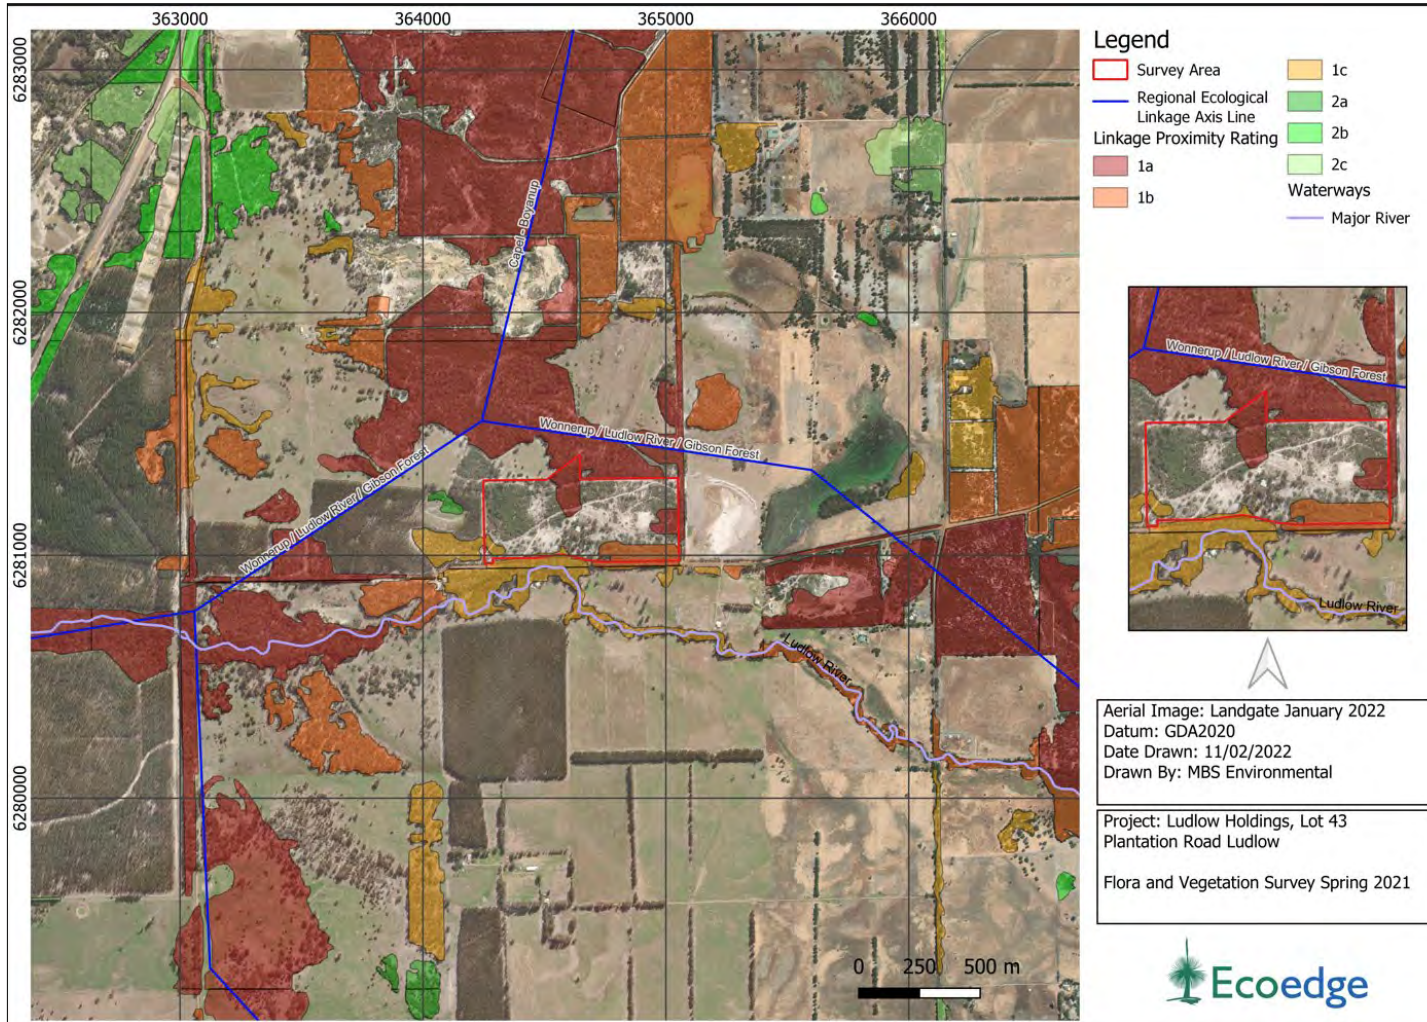 363000
364000
365000
366000
6283000
6282000
6281000
6280000
Capel - Boyanup
Wonnerup / Ludlow River / Gibson Forest
Wonnerup / Ludlow River / Gibson Forest
Ludlow River
0 250 500 m
Legend
Survey Area
Regional Ecological
Linkage Axis Line
Linkage Proximity Rating
1a
1b
1c
2a
2b
2c
Waterways
Major River
Wonnerup / Ludlow River / Gibson Forest
Ludlow River
Aerial Image: Landgate January 2022
Datum: GDA2020
Date Drawn: 11/02/2022
Drawn By: MBS Environmental
Project: Ludlow Holdings, Lot 43
Plantation Road Ludlow
Flora and Vegetation Survey Spring 2021
Ecoedge